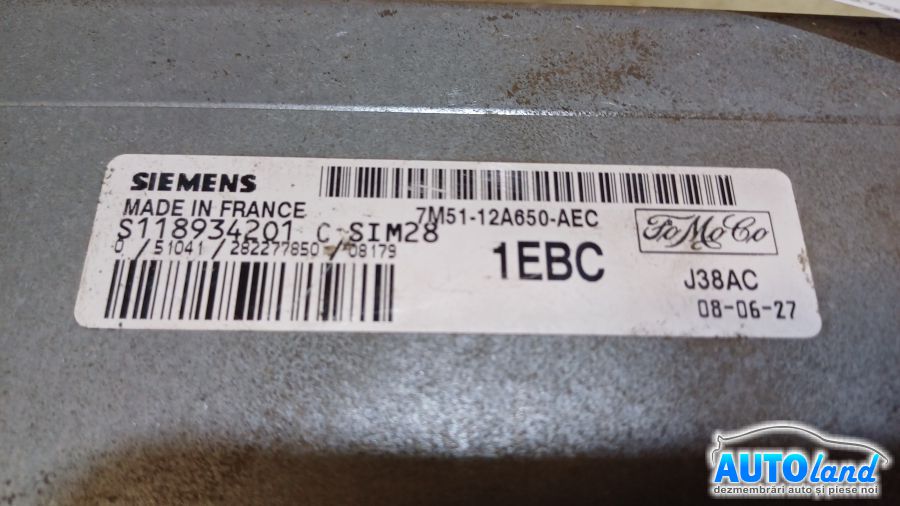 SIEMENS
MADE IN FRANCE
7M51-12A650-AEC
S118934201 C-SIM28
FoMoCo
0 /51041/282277850 /08179
1EBC
J38AC
08-06-27
AUTOland
dezmembrări auto și piese noi